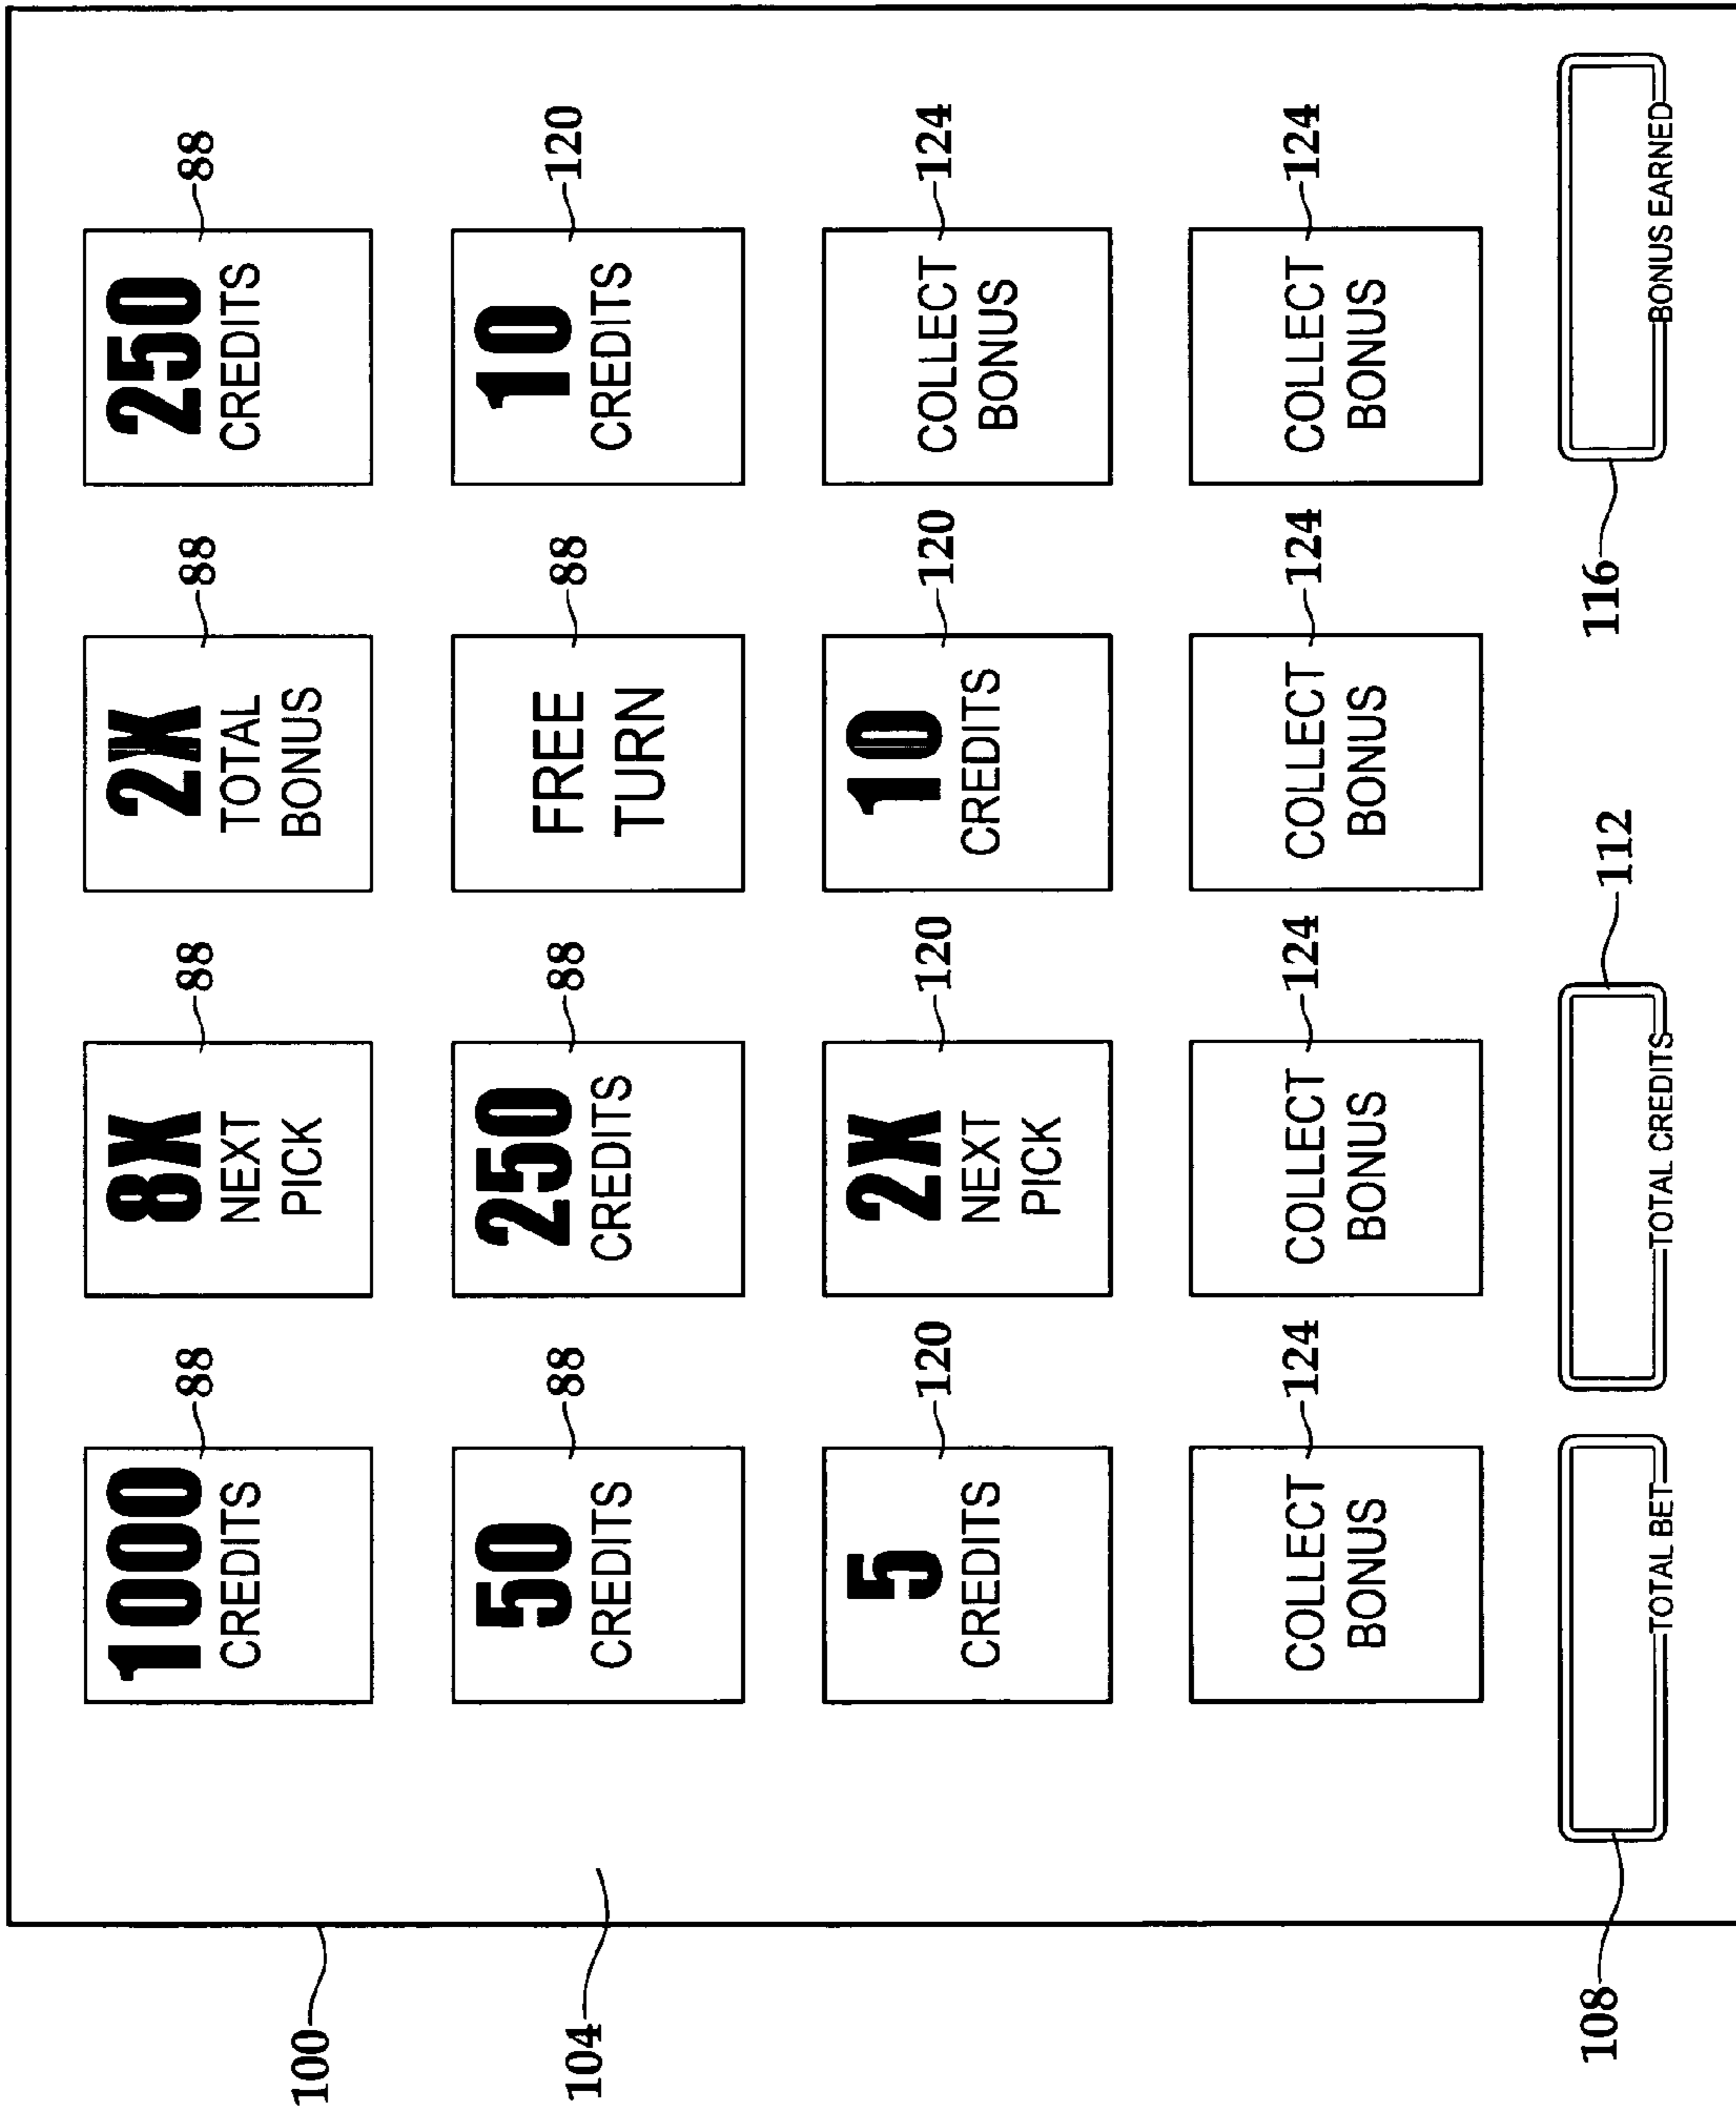 88
88
88
88
1000
CREDITS
8X
NEXT
PICK
2X
TOTAL
BONUS
250
CREDITS
100
88
88
88
120
50
CREDITS
250
CREDITS
FREE
TURN
10
CREDITS
104
120
120
120
124
5
CREDITS
2X
NEXT
PICK
10
CREDITS
COLLECT
BONUS
124
124
124
124
COLLECT
BONUS
COLLECT
BONUS
COLLECT
BONUS
COLLECT
BONUS
108
112
116
TOTAL BET
TOTAL CREDITS
BONUS EARNED